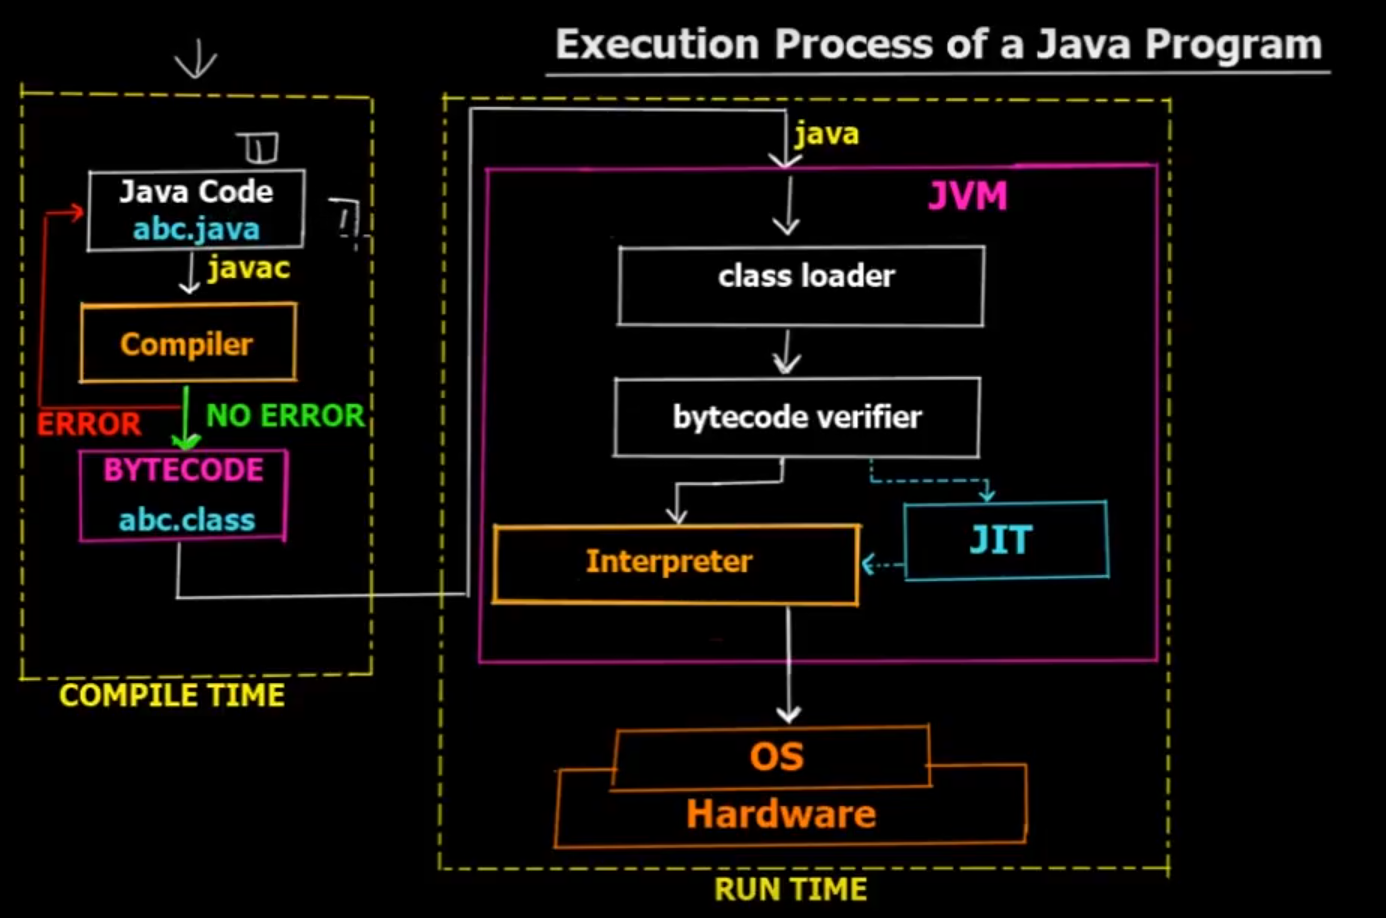 Execution Process of a Java Program
Java Code
abc.java
javac
Compiler
ERROR
NO ERROR
BYTECODE
abc.class
COMPILE TIME
java
JVM
class loader
bytecode verifier
Interpreter
JIT
OS
Hardware
RUN TIME